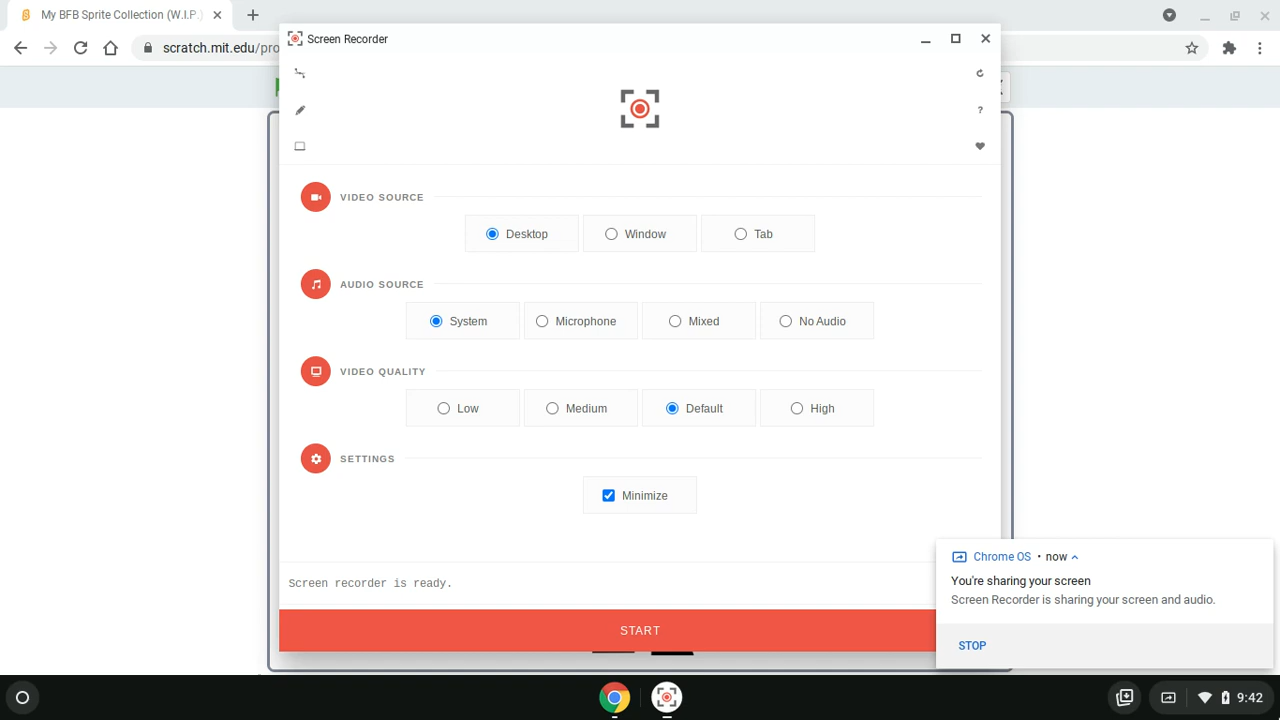 My BFB Sprite Collection (W.I.P.)
scratch.mit.edu/pro
Screen Recorder
?
VIDEO SOURCE
Desktop
Window
Tab
AUDIO SOURCE
System
Microphone
Mixed
No Audio
VIDEO QUALITY
Low
Medium
Default
High
SETTINGS
Minimize
Screen recorder is ready.
START
Chrome OS • now
You're sharing your screen
Screen Recorder is sharing your screen and audio.
STOP
9:42